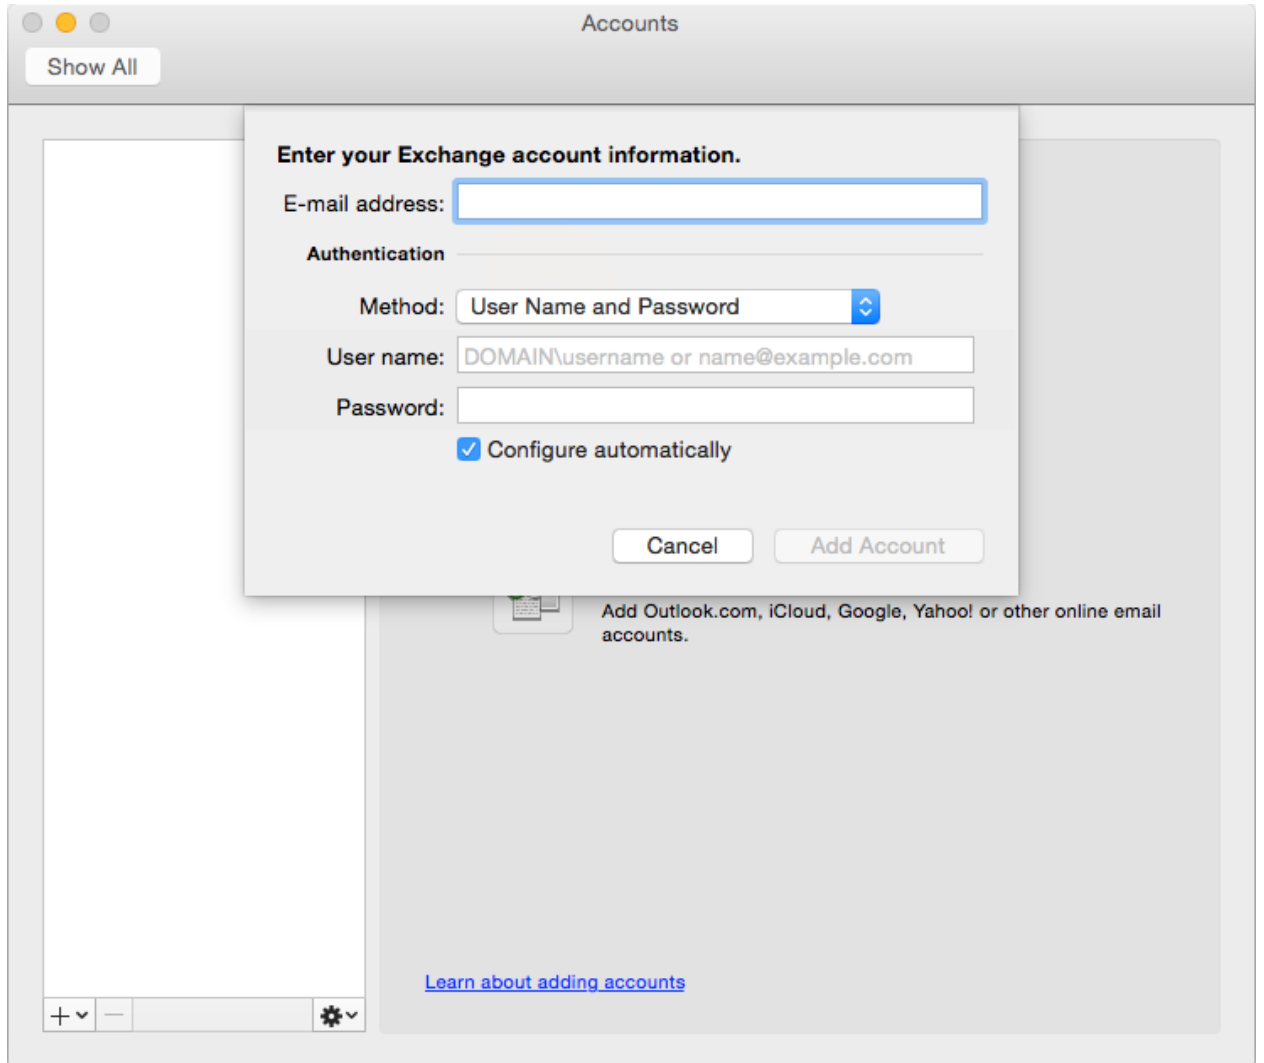 Accounts
Show All
Enter your Exchange account information.
E-mail address:
Authentication
Method: User Name and Password
User name: DOMAIN\username or name@example.com
Password:
Configure automatically
Cancel Add Account
Add Outlook.com, iCloud, Google, Yahoo! or other online email
accounts.
Learn about adding accounts